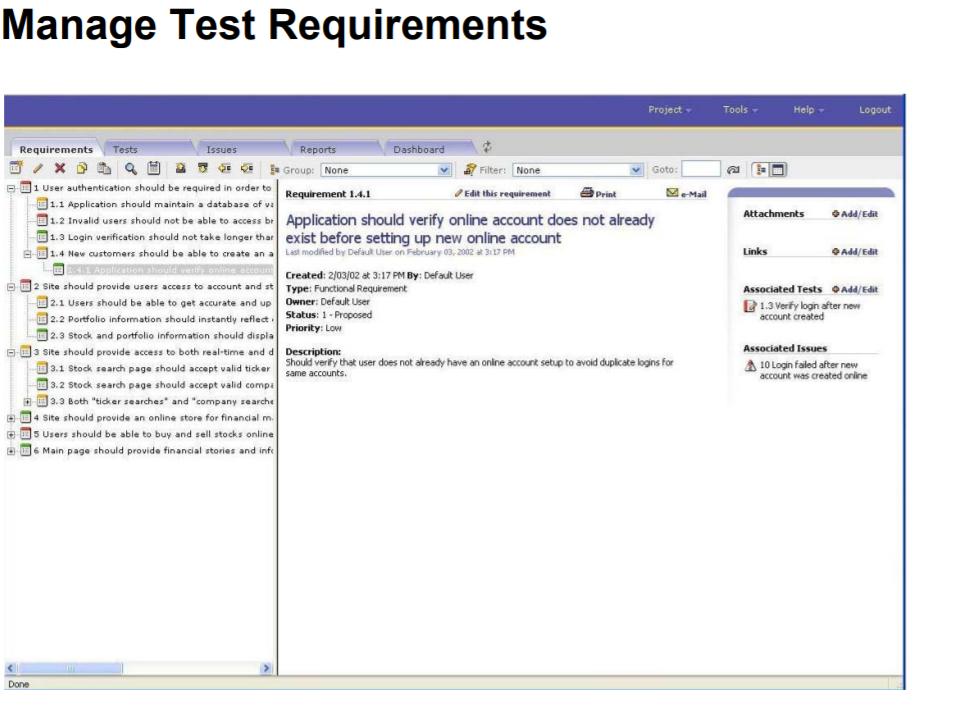 Manage Test Requirements
Project Tools Help Logout
Requirements Tests Issues Reports Dashboard
Group: None Filter: None Goto:
1 User authentication should be required in order to
1.1 Application should maintain a database of va
1.2 Invalid users should not be able to access br
1.3 Login verification should not take longer than
1.4 New customers should be able to create an a
1.4.1 Application should verify online account
2 Site should provide users access to account and st
2.1 Users should be able to get accurate and up
2.2 Portfolio information should instantly reflect
2.3 Stock and portfolio information should displa
3 Site should provide access to both real-time and d
3.1 Stock search page should accept valid ticker
3.2 Stock search page should accept valid compa
3.3 Both "ticker searches" and "company searche
4 Site should provide an online store for financial m
5 Users should be able to buy and sell stocks online
6 Main page should provide financial stories and info
Requirement 1.4.1 Edit this requirement Print e-Mail
Application should verify online account does not already
exist before setting up new online account
Last modified by Default User on February 03, 2002 at 3:17 PM
Created: 2/03/02 at 3:17 PM By: Default User
Type: Functional Requirement
Owner: Default User
Status: 1 - Proposed
Priority: Low
Description:
Should verify that user does not already have an online account setup to avoid duplicate logins for
same accounts.
Attachments Add/Edit
Links Add/Edit
Associated Tests Add/Edit
1.3 Verify login after new
account created
Associated Issues
10 Login failed after new
account was created online
Done